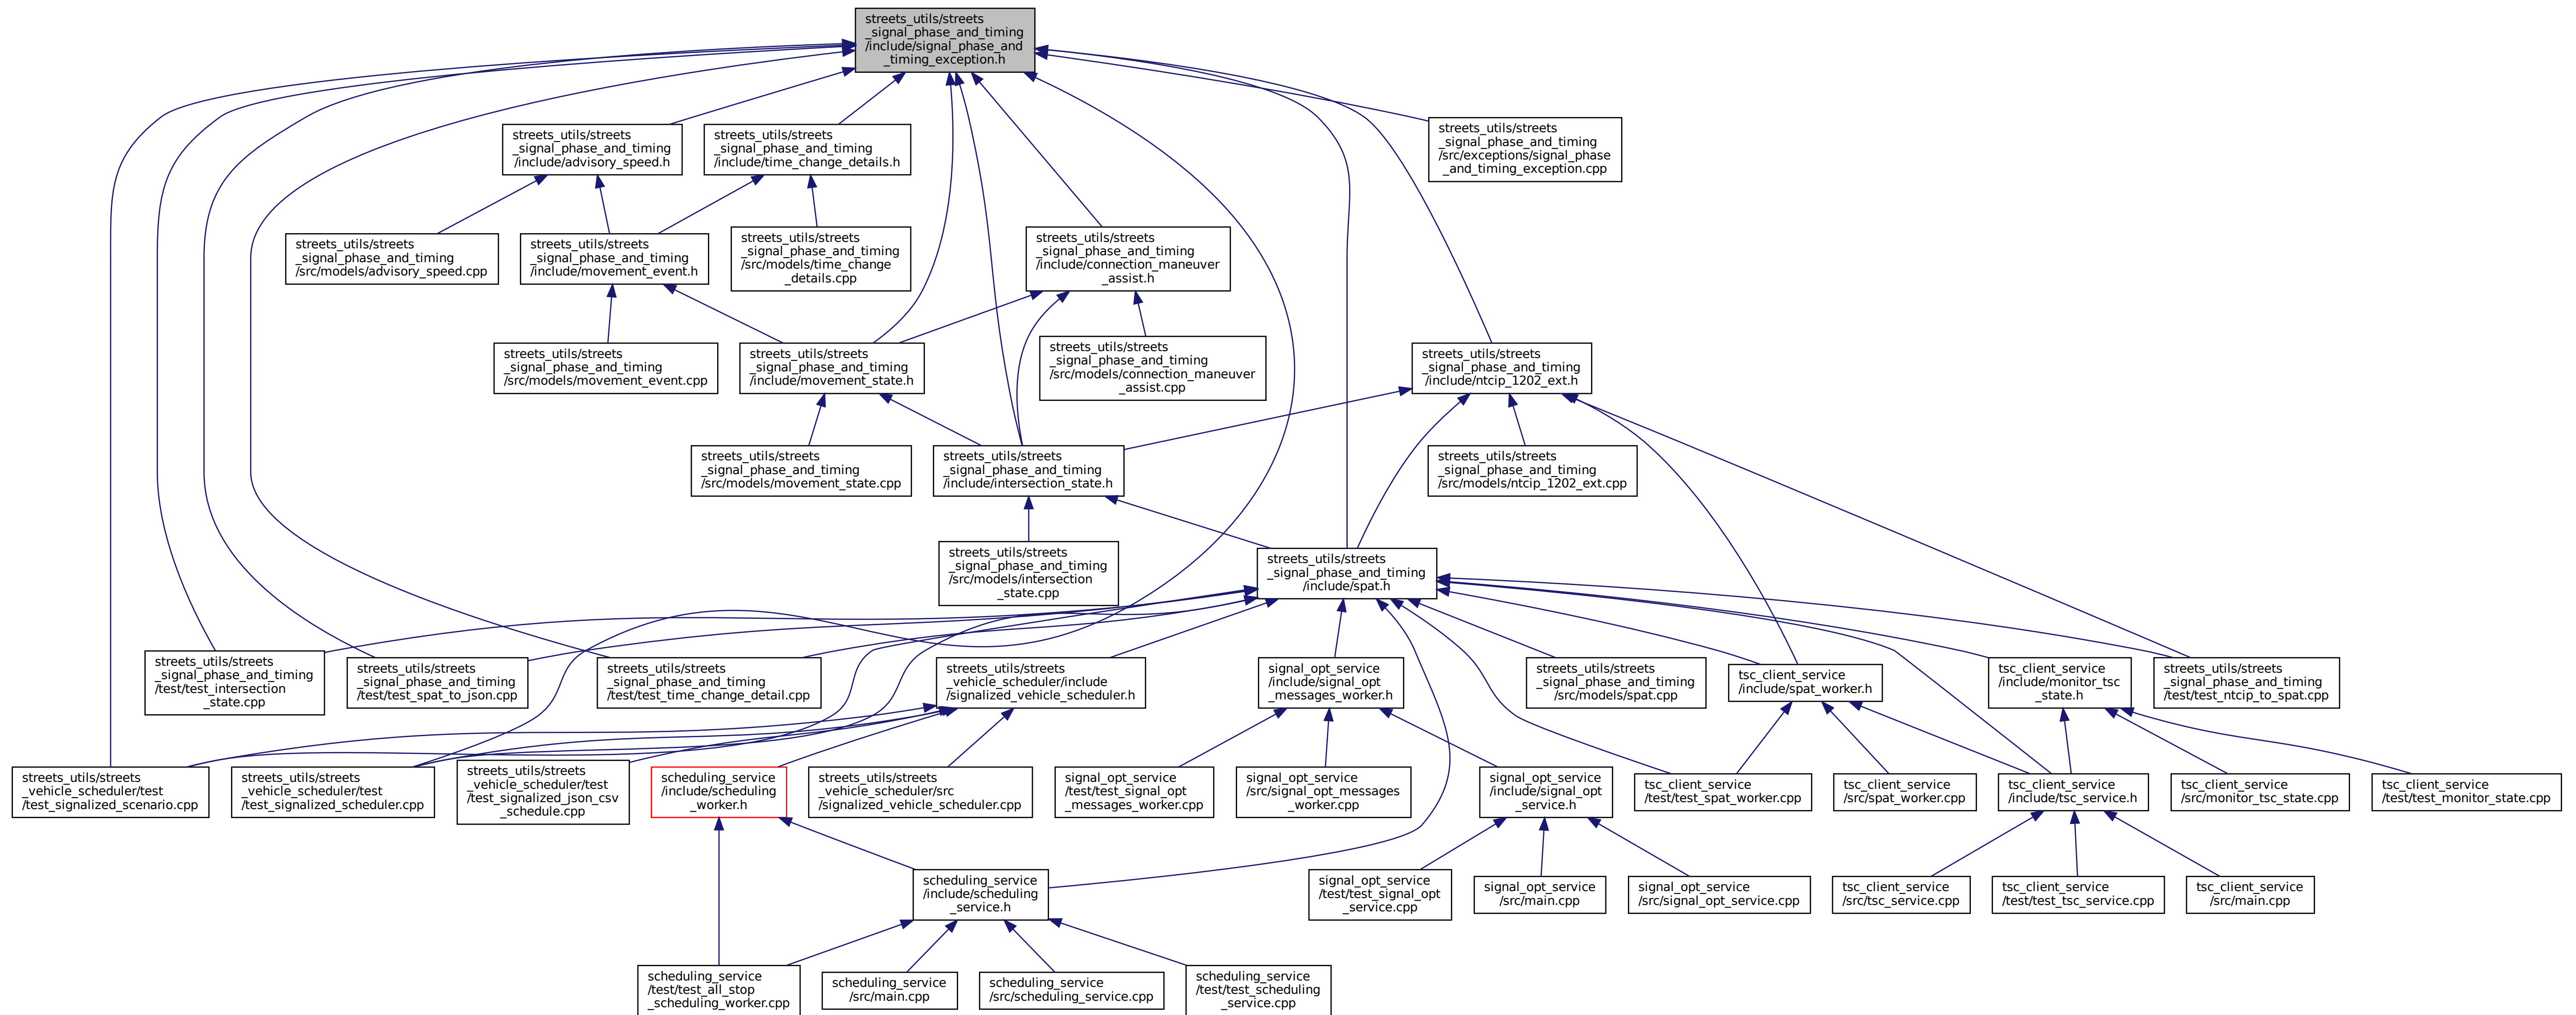 streets_utils/streets
_signal_phase_and_timing
/include/signal_phase_and
_timing_exception.h
streets_utils/streets
_signal_phase_and_timing
/include/advisory_speed.h
streets_utils/streets
_signal_phase_and_timing
/include/time_change_details.h
streets_utils/streets
_signal_phase_and_timing
/src/exceptions/signal_phase
_and_timing_exception.cpp
streets_utils/streets
_signal_phase_and_timing
/src/models/advisory_speed.cpp
streets_utils/streets
_signal_phase_and_timing
/include/movement_event.h
streets_utils/streets
_signal_phase_and_timing
/src/models/time_change
_details.cpp
streets_utils/streets
_signal_phase_and_timing
/include/connection_maneuver
_assist.h
streets_utils/streets
_signal_phase_and_timing
/src/models/movement_event.cpp
streets_utils/streets
_signal_phase_and_timing
/include/movement_state.h
streets_utils/streets
_signal_phase_and_timing
/src/models/connection_maneuver
_assist.cpp
streets_utils/streets
_signal_phase_and_timing
/include/ntcip_1202_ext.h
streets_utils/streets
_signal_phase_and_timing
/src/models/movement_state.cpp
streets_utils/streets
_signal_phase_and_timing
/include/intersection_state.h
streets_utils/streets
_signal_phase_and_timing
/src/models/ntcip_1202_ext.cpp
streets_utils/streets
_signal_phase_and_timing
/src/models/intersection
_state.cpp
streets_utils/streets
_signal_phase_and_timing
/include/spat.h
streets_utils/streets
_signal_phase_and_timing
/test/test_intersection
_state.cpp
streets_utils/streets
_signal_phase_and_timing
/test/test_spat_to_json.cpp
streets_utils/streets
_signal_phase_and_timing
/test/test_time_change_detail.cpp
streets_utils/streets
_vehicle_scheduler/include
/signalized_vehicle_scheduler.h
signal_opt_service
/include/signal_opt
_messages_worker.h
streets_utils/streets
_signal_phase_and_timing
/src/models/spat.cpp
tsc_client_service
/include/spat_worker.h
tsc_client_service
/include/monitor_tsc
_state.h
streets_utils/streets
_signal_phase_and_timing
/test/test_ntcip_to_spat.cpp
streets_utils/streets
_vehicle_scheduler/test
/test_signalized_scenario.cpp
streets_utils/streets
_vehicle_scheduler/test
/test_signalized_scheduler.cpp
streets_utils/streets
_vehicle_scheduler/test
/test_signalized_json_csv
_schedule.cpp
scheduling_service
/include/scheduling
_worker.h
streets_utils/streets
_vehicle_scheduler/src
/signalized_vehicle_scheduler.cpp
signal_opt_service
/test/test_signal_opt
_messages_worker.cpp
signal_opt_service
/src/signal_opt_messages
_worker.cpp
signal_opt_service
/include/signal_opt
_service.h
tsc_client_service
/test/test_spat_worker.cpp
tsc_client_service
/src/spat_worker.cpp
tsc_client_service
/include/tsc_service.h
tsc_client_service
/src/monitor_tsc_state.cpp
tsc_client_service
/test/test_monitor_state.cpp
scheduling_service
/include/scheduling
_service.h
signal_opt_service
/test/test_signal_opt
_service.cpp
signal_opt_service
/src/main.cpp
signal_opt_service
/src/signal_opt_service.cpp
tsc_client_service
/src/tsc_service.cpp
tsc_client_service
/test/test_tsc_service.cpp
tsc_client_service
/src/main.cpp
scheduling_service
/test/test_all_stop
_scheduling_worker.cpp
scheduling_service
/src/main.cpp
scheduling_service
/src/scheduling_service.cpp
scheduling_service
/test/test_scheduling
_service.cpp